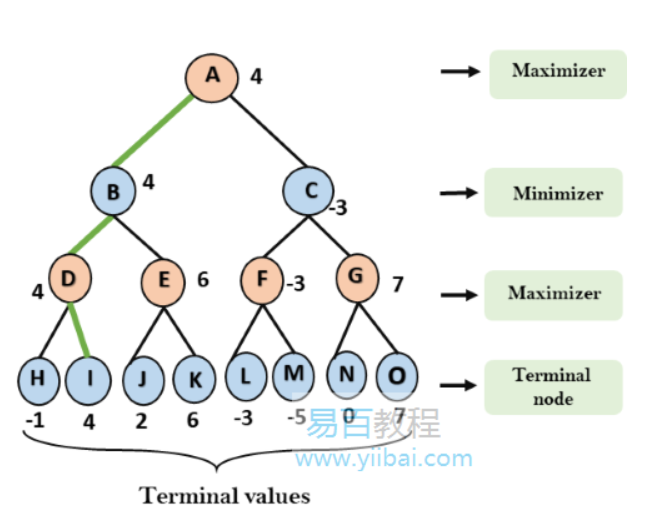 A 4
Maximizer
B 4
C -3
Minimizer
D 4
E 6
F -3
G 7
Maximizer
H I J K L M N O
Terminal node
-1 4 2 6 -3 -5 0 7
易百教程
www.yiibai.com
Terminal values